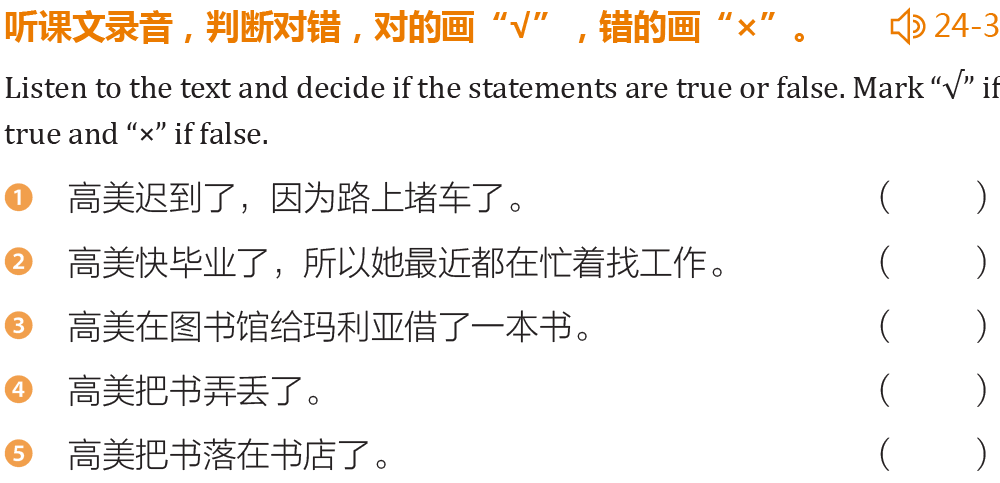 听课文录音，判断对错，对的画“√”，错的画“×”。 24-3
Listen to the text and decide if the statements are true or false. Mark “√” if
true and “×” if false.
1 高美迟到了，因为路上堵车了。 （ ）
2 高美快毕业了，所以她最近都在忙着找工作。 （ ）
3 高美在图书馆给玛利亚借了一本书。 （ ）
4 高美把书弄丢了。 （ ）
5 高美把书落在书店了。 （ ）